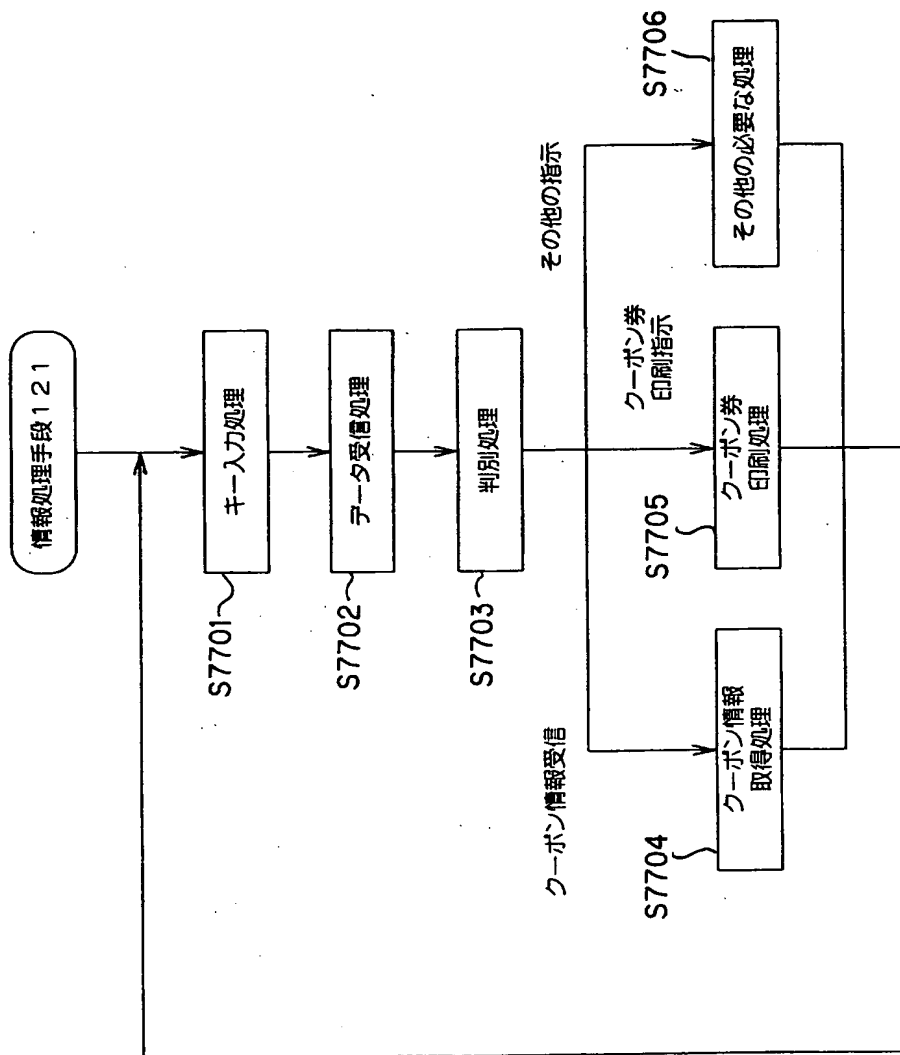 情報処理手段１２１
キー入力処理
S7701
データ受信処理
S7702
判別処理
S7703
クーポン情報受信
クーポン券
印刷指示
その他の指示
クーポン情報
取得処理
S7704
クーポン券
印刷処理
S7705
その他の必要な処理
S7706